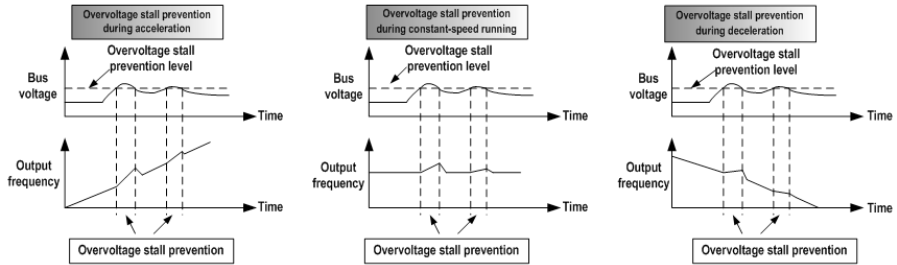 Overvoltage stall prevention
during acceleration
Overvoltage stall
prevention level
Bus
voltage
Time
Output
frequency
Time
Overvoltage stall prevention
Overvoltage stall prevention
during constant-speed running
Overvoltage stall
prevention level
Bus
voltage
Time
Output
frequency
Time
Overvoltage stall prevention
Overvoltage stall prevention
during deceleration
Overvoltage stall
prevention level
Bus
voltage
Time
Output
frequency
Time
Overvoltage stall prevention